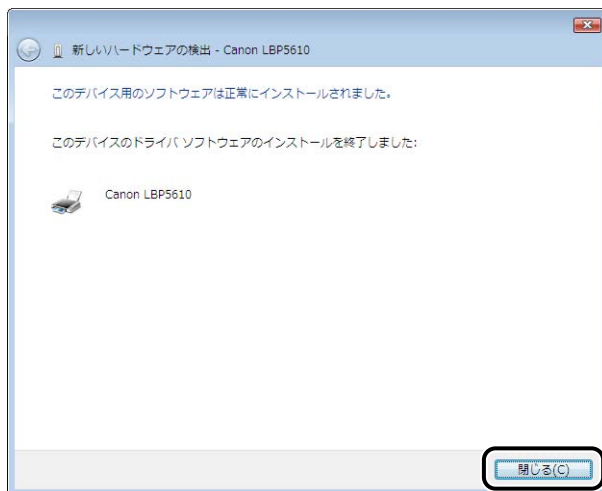 新しいハードウェアの検出 - Canon LBP5610
このデバイス用のソフトウェアは正常にインストールされました。
このデバイスのドライバ ソフトウェアのインストールを終了しました:
Canon LBP5610
閉じる(C)